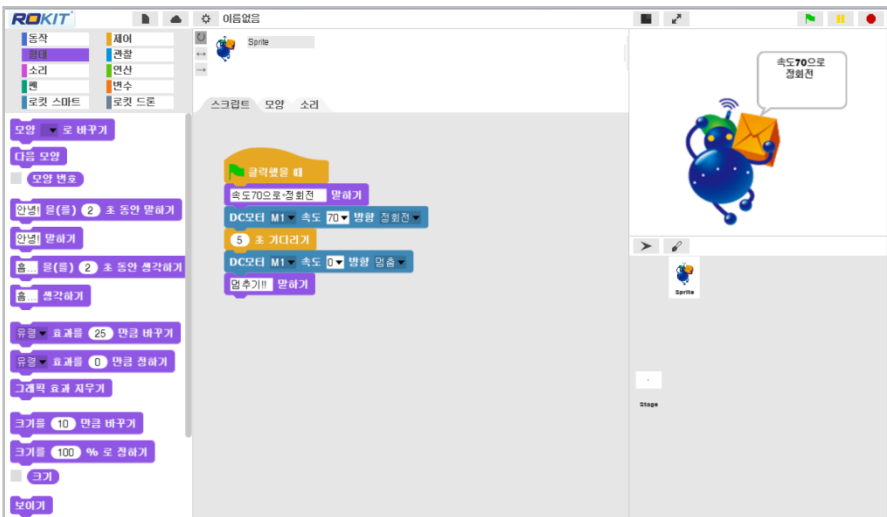 ROKIT
이름없음
동작
제어
형태
관찰
소리
연산
펜
변수
로킷 스마트
로킷 드론
Sprite
스크립트
모양
소리
모양 로 바꾸기
다음 모양
모양 번호
안녕! 을(를) 2 초 동안 말하기
안녕! 말하기
흠... 을(를) 2 초 동안 생각하기
흠... 생각하기
유령 효과를 25 만큼 바꾸기
유령 효과를 0 만큼 정하기
그래픽 효과 지우기
크기를 10 만큼 바꾸기
크기를 100 % 로 정하기
크기
보이기
클릭했을 때
속도70으로 정회전 말하기
DC모터 M1 속도 70 방향 정회전
5 초 기다리기
DC모터 M1 속도 0 방향 멈춤
멈추기!! 말하기
속도70으로
정회전
Sprite
Stage